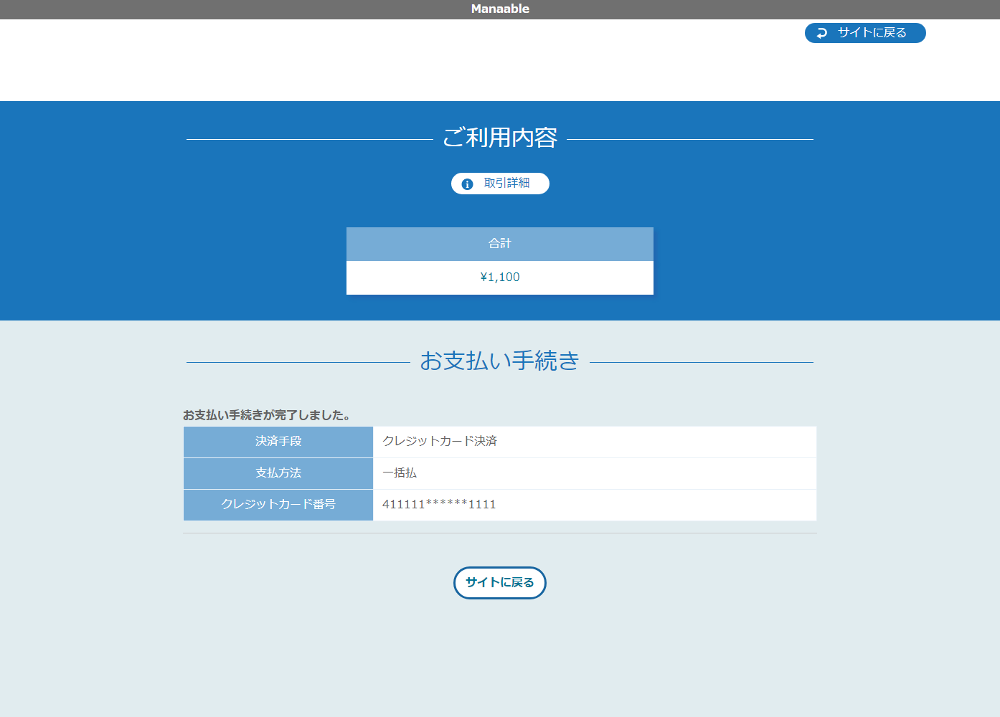 Manaable
サイトに戻る
ご利用内容
取引詳細
合計
¥1,100
お支払い手続き
お支払い手続きが完了しました。
決済手段 クレジットカード決済
支払方法 一括払
クレジットカード番号 411111******1111
サイトに戻る